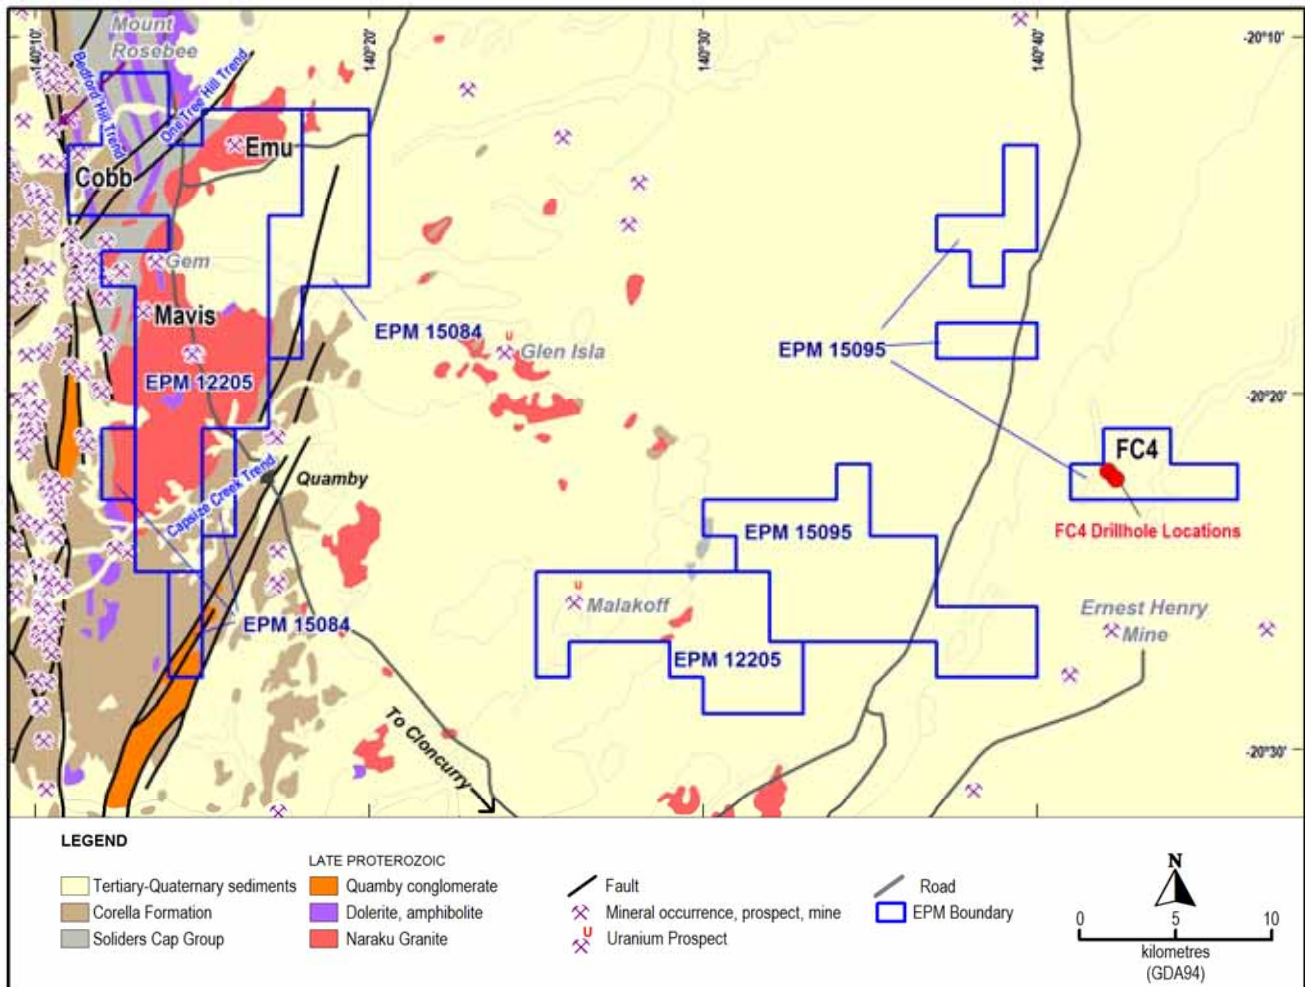 Mount
Rosebee
140°10'
140°20'
140°30'
140°40'
-20°10'
Bedford Hill Trend
One Tree Hill Trend
Emu
Cobb
Gem
Mavis
EPM 15084
U
Glen Isla
EPM 15095
EPM 12205
-20°20'
FC4
Quamby
Capsize Creek Trend
EPM 15095
FC4 Drillhole Locations
U
Malakoff
Ernest Henry
Mine
EPM 15084
EPM 12205
To Cloncurry
-20°30'
LEGEND
LATE PROTEROZOIC
Tertiary-Quaternary sediments
Corella Formation
Soliders Cap Group
Quamby conglomerate
Dolerite, amphibolite
Naraku Granite
Fault
Mineral occurrence, prospect, mine
U
Uranium Prospect
Road
EPM Boundary
N
0 5 10
kilometres
(GDA94)